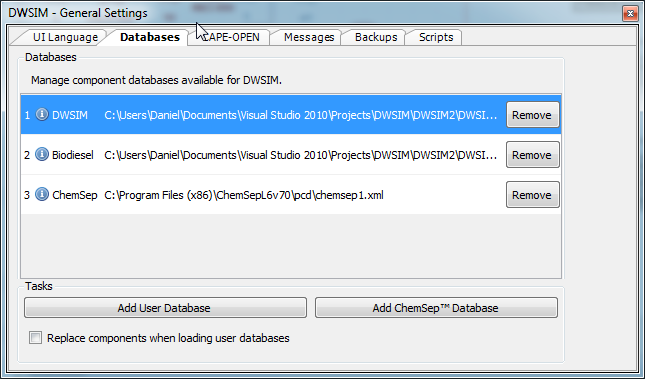 DWSIM - General Settings
UI Language Databases CAPE-OPEN Messages Backups Scripts
Databases
Manage component databases available for DWSIM.
1 DWSIM C:\Users\Daniel\Documents\Visual Studio 2010\Projects\DWSIM\DWSIM2\DWSI... Remove
2 Biodiesel C:\Users\Daniel\Documents\Visual Studio 2010\Projects\DWSIM\DWSIM2\DWSI... Remove
3 ChemSep C:\Program Files (x86)\ChemSepL6v70\pcd\chemsep1.xml Remove
Tasks
Add User Database Add ChemSep™ Database
Replace components when loading user databases